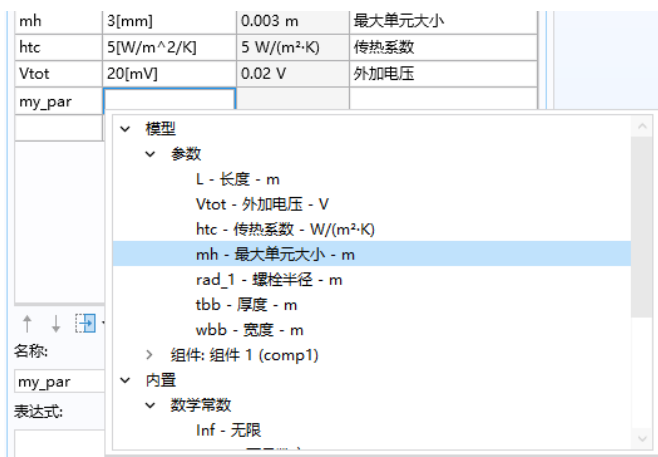 mh 3[mm] 0.003 m 最大单元大小
htc 5[W/m^2/K] 5 W/(m²·K) 传热系数
Vtot 20[mV] 0.02 V 外加电压
my_par
模型
参数
L - 长度 - m
Vtot - 外加电压 - V
htc - 传热系数 - W/(m²·K)
mh - 最大单元大小 - m
rad_1 - 螺栓半径 - m
tbb - 厚度 - m
wbb - 宽度 - m
组件: 组件 1 (comp1)
内置
数学常数
Inf - 无限
名称:
my_par
表达式: